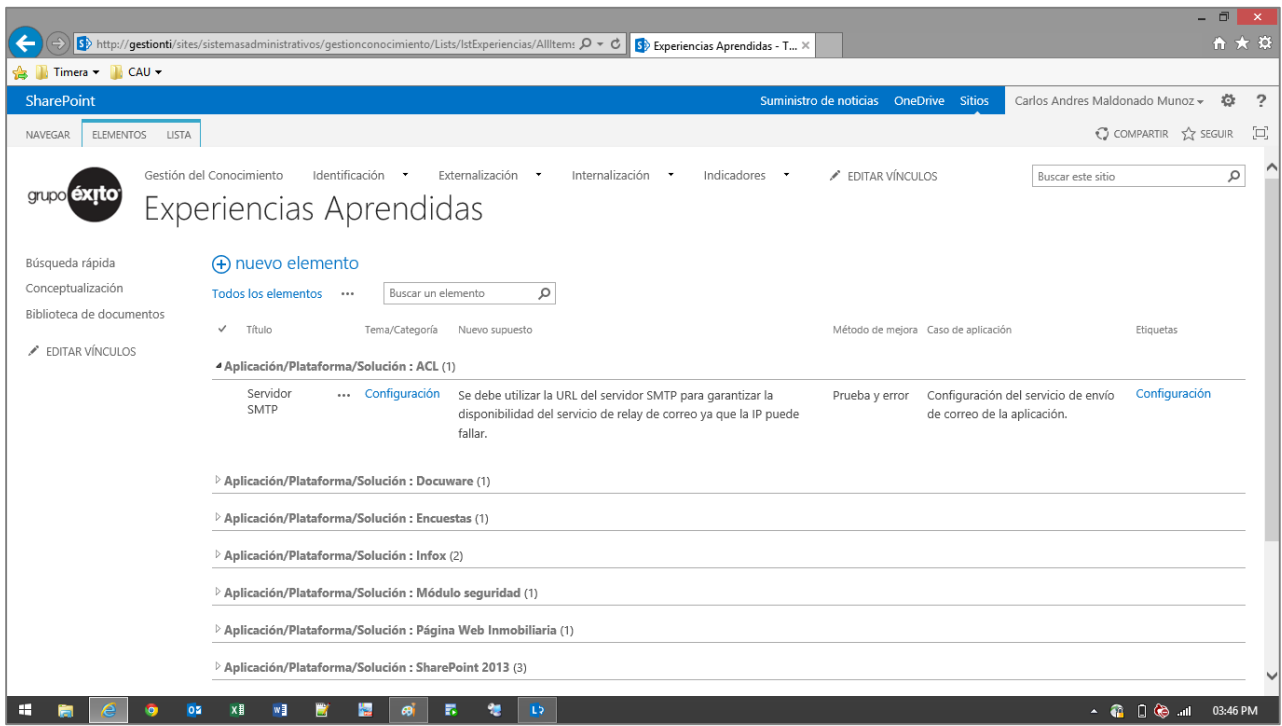 http://gestionti/sites/sistemasadministrativos/gestionconocimiento/Lists/lstExperiencias/AllItems
Experiencias Aprendidas - T...
Timera
CAU
SharePoint
Suministro de noticias OneDrive Sitios Carlos Andres Maldonado Munoz ?
NAVEGAR ELEMENTOS LISTA COMPARTIR SEGUIR
Gestión del Conocimiento Identificación Externalización Internalización Indicadores EDITAR VÍNCULOS Buscar este sitio
grupo éxito
Experiencias Aprendidas
Búsqueda rápida
Conceptualización
Biblioteca de documentos
EDITAR VÍNCULOS
nuevo elemento
Todos los elementos ... Buscar un elemento
Título Tema/Categoría Nuevo supuesto Método de mejora Caso de aplicación Etiquetas
Aplicación/Plataforma/Solución : ACL (1)
Servidor SMTP ... Configuración Se debe utilizar la URL del servidor SMTP para garantizar la
disponibilidad del servicio de relay de correo ya que la IP puede
fallar.
Prueba y error
Configuración del servicio de envío
de correo de la aplicación.
Configuración
Aplicación/Plataforma/Solución : Docuware (1)
Aplicación/Plataforma/Solución : Encuestas (1)
Aplicación/Plataforma/Solución : Infox (2)
Aplicación/Plataforma/Solución : Módulo seguridad (1)
Aplicación/Plataforma/Solución : Página Web Inmobiliaria (1)
Aplicación/Plataforma/Solución : SharePoint 2013 (3)
03:46 PM